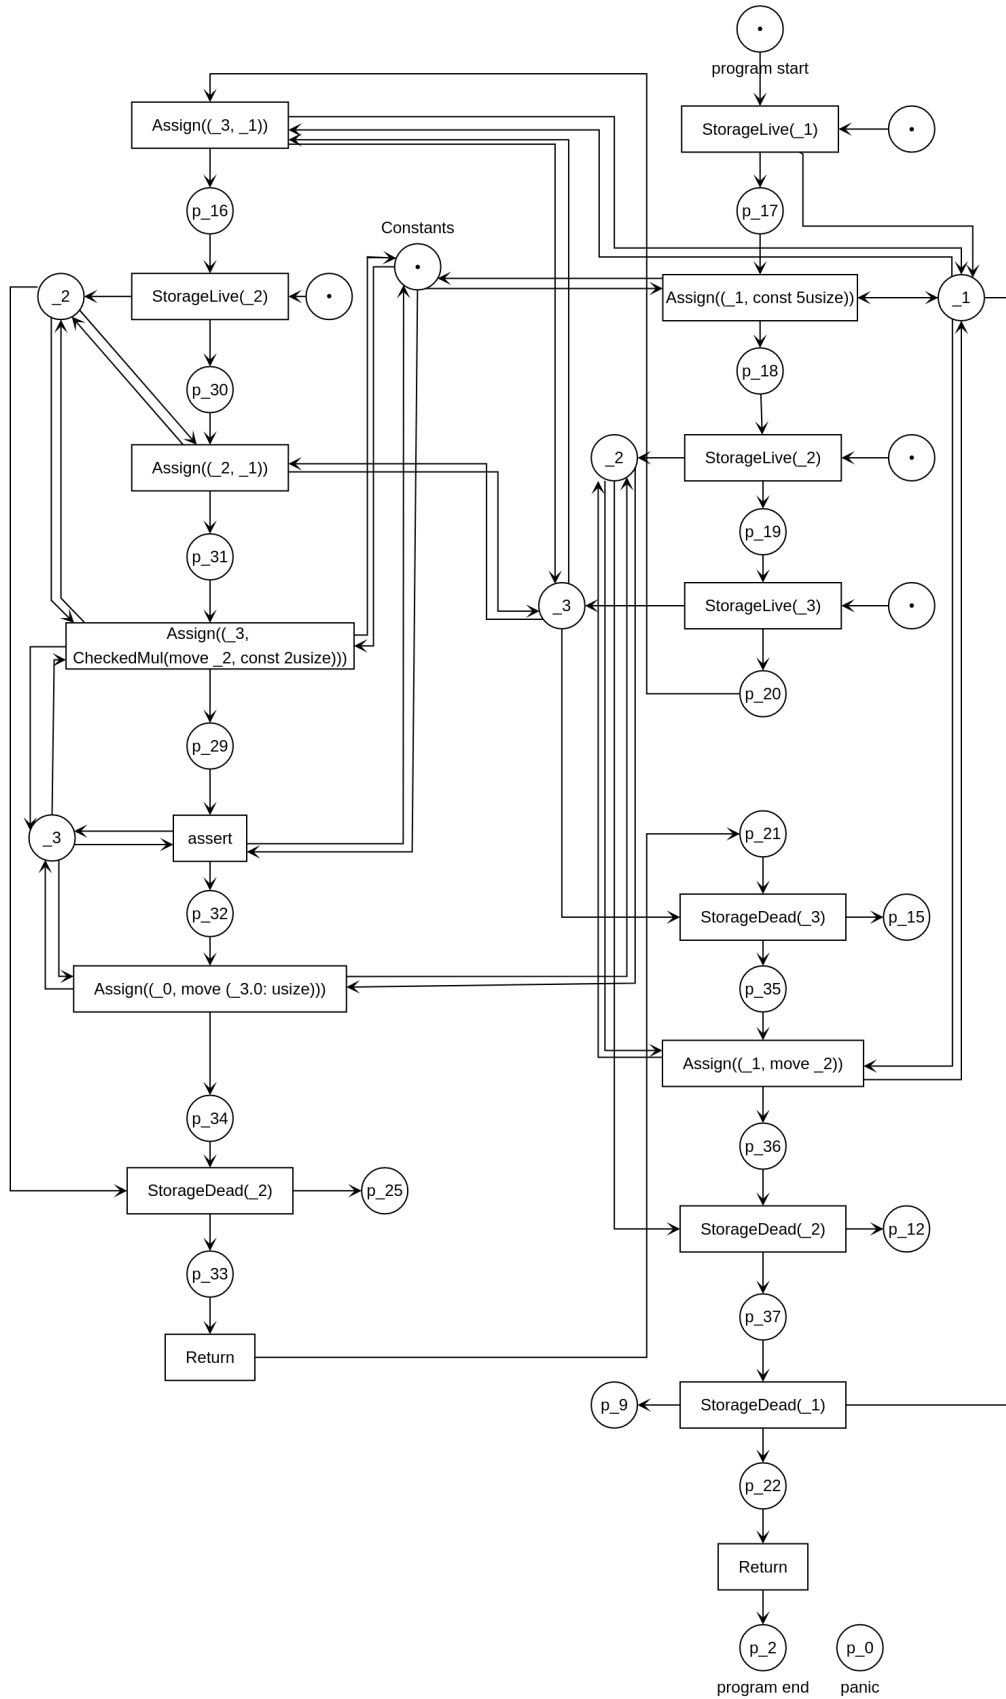 program start
Assign((_3, _1))
StorageLive(_1)
p_16
p_17
Constants
_2
StorageLive(_2)
Assign((_1, const 5usize))
_1
p_30
p_18
Assign((_2, _1))
_2
StorageLive(_2)
p_31
p_19
_3
StorageLive(_3)
Assign((_3,
CheckedMul(move _2, const 2usize)))
p_20
p_29
_3
assert
p_21
p_32
StorageDead(_3)
p_15
Assign((_0, move (_3.0: usize)))
p_35
Assign((_1, move _2))
p_34
p_36
StorageDead(_2)
p_25
StorageDead(_2)
p_12
p_33
p_37
Return
p_9
StorageDead(_1)
p_22
Return
p_2
p_0
program end
panic